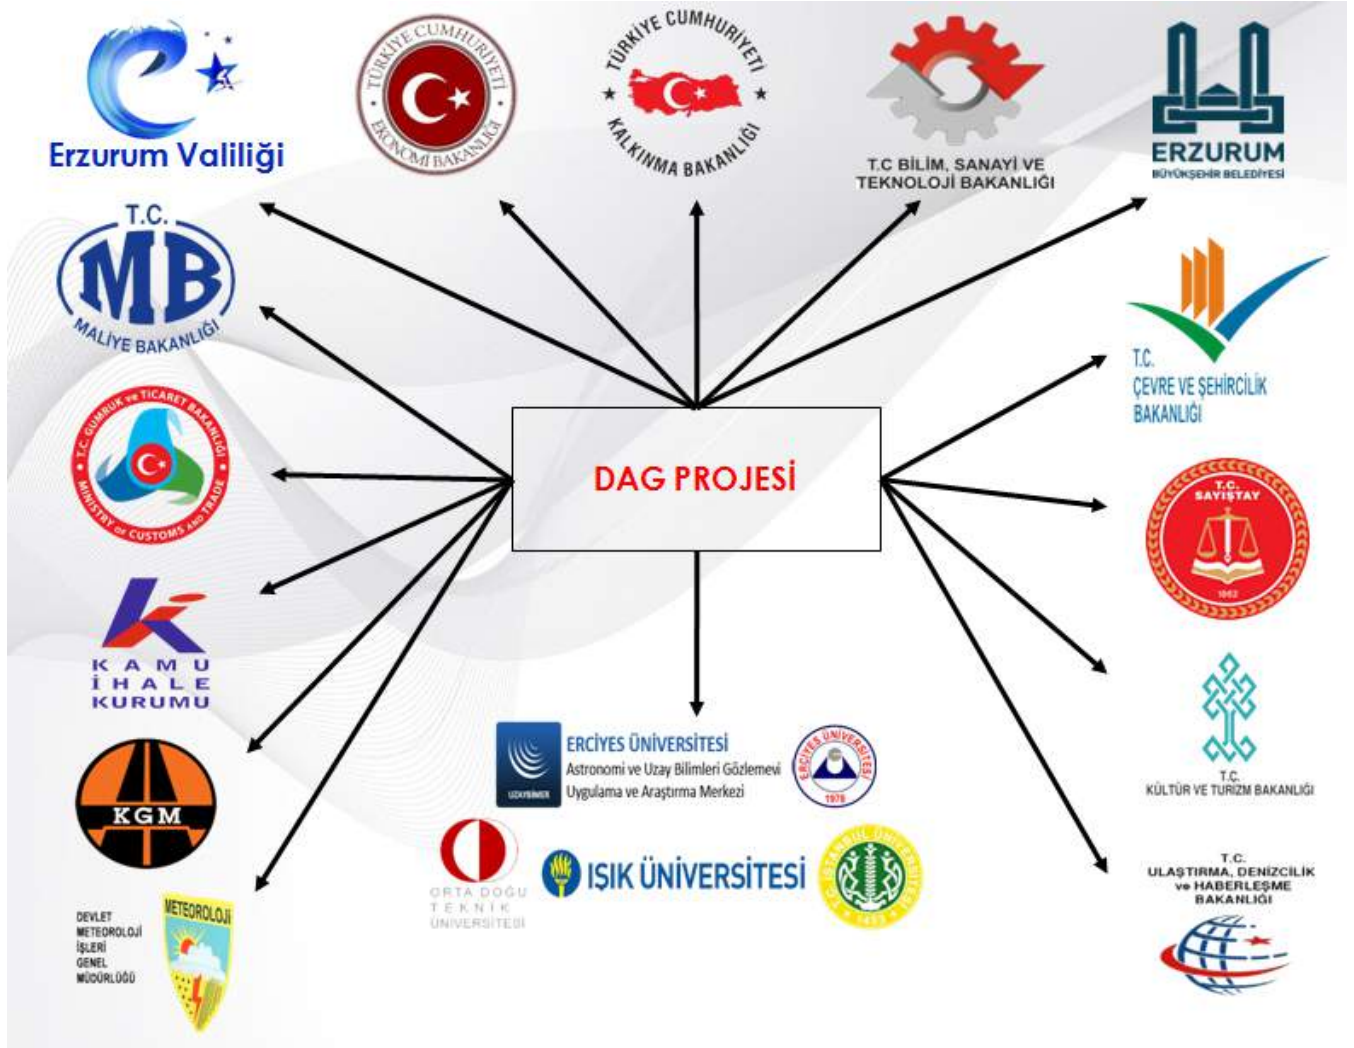 Erzurum Valiliği
TÜRKİYE CUMHURİYETİ
EKONOMİ BAKANLIĞI
TÜRKİYE CUMHURİYETİ
KALKINMA BAKANLIĞI
T.C BİLİM, SANAYİ VE
TEKNOLOJİ BAKANLIĞI
ERZURUM
BÜYÜKŞEHİR BELEDİYESİ
T.C.
MB
MALİYE BAKANLIĞI
T.C.
ÇEVRE VE ŞEHİRCİLİK
BAKANLIĞI
T.C. GUMRUK ve TICARET BAKANLIĞI
MINISTRY OF CUSTOMS AND TRADE
DAG PROJESİ
T.C.
SAYIŞTAY
1862
KAMU
İHALE
KURUMU
KGM
T.C.
KÜLTÜR VE TURİZM BAKANLIĞI
UZAYBİMER
ERCİYES ÜNİVERSİTESİ
Astronomi ve Uzay Bilimleri Gözlemevi
Uygulama ve Araştırma Merkezi
ERCİYES ÜNİVERSİTESİ
1978
ORTA DOĞU
TEKNİK
ÜNİVERSİTESİ
IŞIK ÜNİVERSİTESİ
T.C. İSTANBUL ÜNİVERSİTESİ
1453
T.C.
ULAŞTIRMA, DENİZCİLİK
ve HABERLEŞME
BAKANLIĞI
DEVLET
METEOROLOJİ
İŞLERİ
GENEL
MÜDÜRLÜĞÜ
METEOROLOJİ